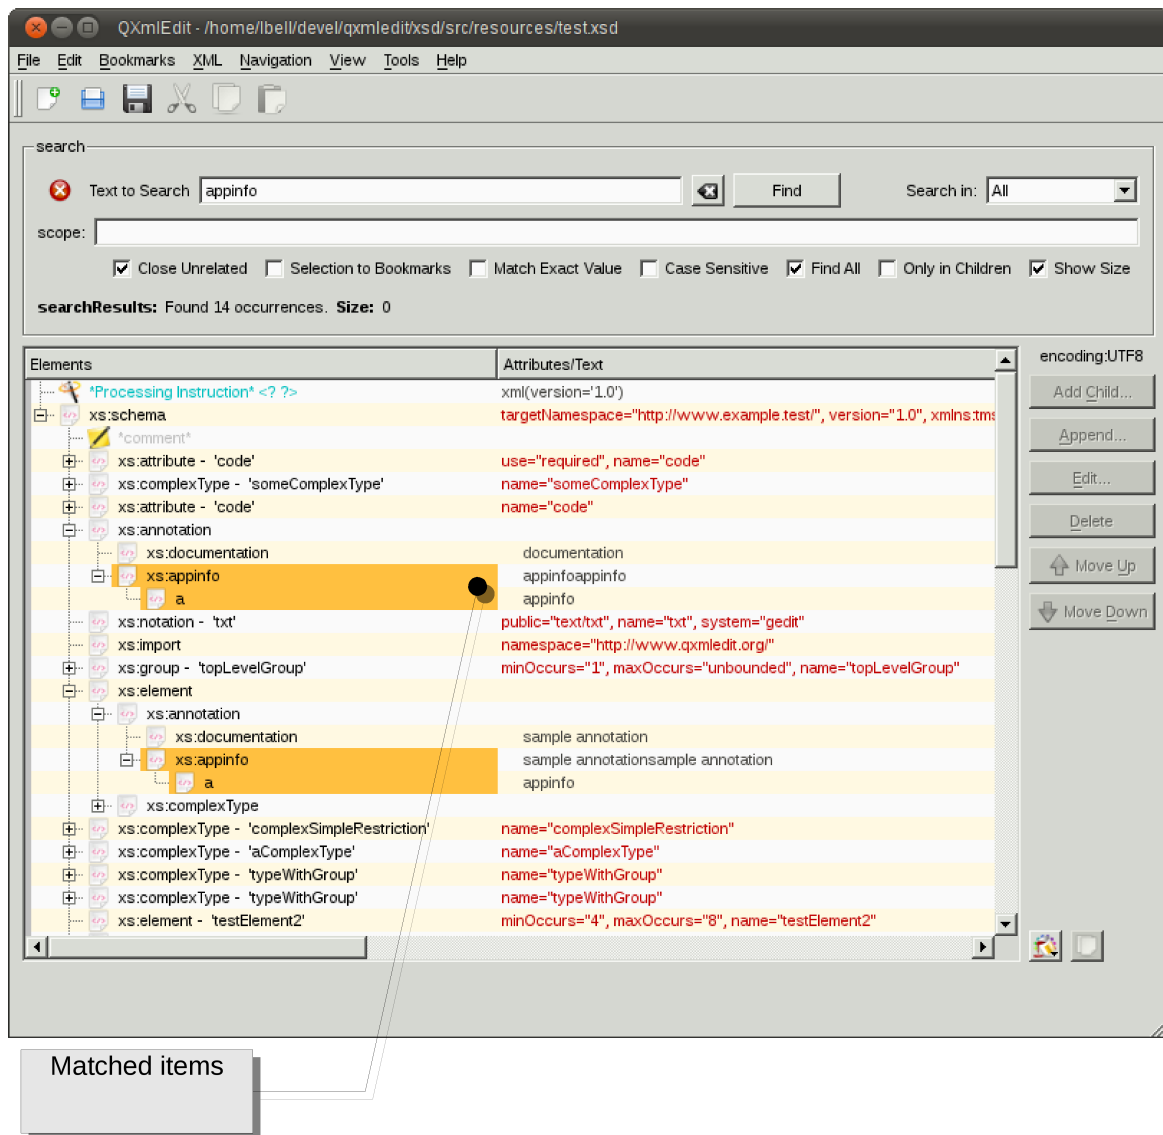 QXmlEdit - /home/lbell/devel/qxmledit/xsd/src/resources/test.xsd
File Edit Bookmarks XML Navigation View Tools Help
search
Text to Search appinfo Find Search in: All
scope:
Close Unrelated Selection to Bookmarks Match Exact Value Case Sensitive Find All Only in Children Show Size
searchResults: Found 14 occurrences. Size: 0
Elements Attributes/Text encoding:UTF8
*Processing Instruction* <? ?> xml(version='1.0') Add Child...
xs:schema targetNamespace="http://www.example.test/", version="1.0", xmlns:tms
*comment* Append...
xs:attribute - 'code' use="required", name="code"
xs:complexType - 'someComplexType' name="someComplexType" Edit...
xs:attribute - 'code' name="code"
xs:annotation Delete
xs:documentation documentation
xs:appinfo appinfoappinfo Move Up
a appinfo
xs:notation - 'txt' public="text/txt", name="txt", system="gedit" Move Down
xs:import namespace="http://www.qxmledit.org/"
xs:group - 'topLevelGroup' minOccurs="1", maxOccurs="unbounded", name="topLevelGroup"
xs:element
xs:annotation
xs:documentation sample annotation
xs:appinfo sample annotationsample annotation
a appinfo
xs:complexType
xs:complexType - 'complexSimpleRestriction' name="complexSimpleRestriction"
xs:complexType - 'aComplexType' name="aComplexType"
xs:complexType - 'typeWithGroup' name="typeWithGroup"
xs:complexType - 'typeWithGroup' name="typeWithGroup"
xs:element - 'testElement2' minOccurs="4", maxOccurs="8", name="testElement2"
Matched items